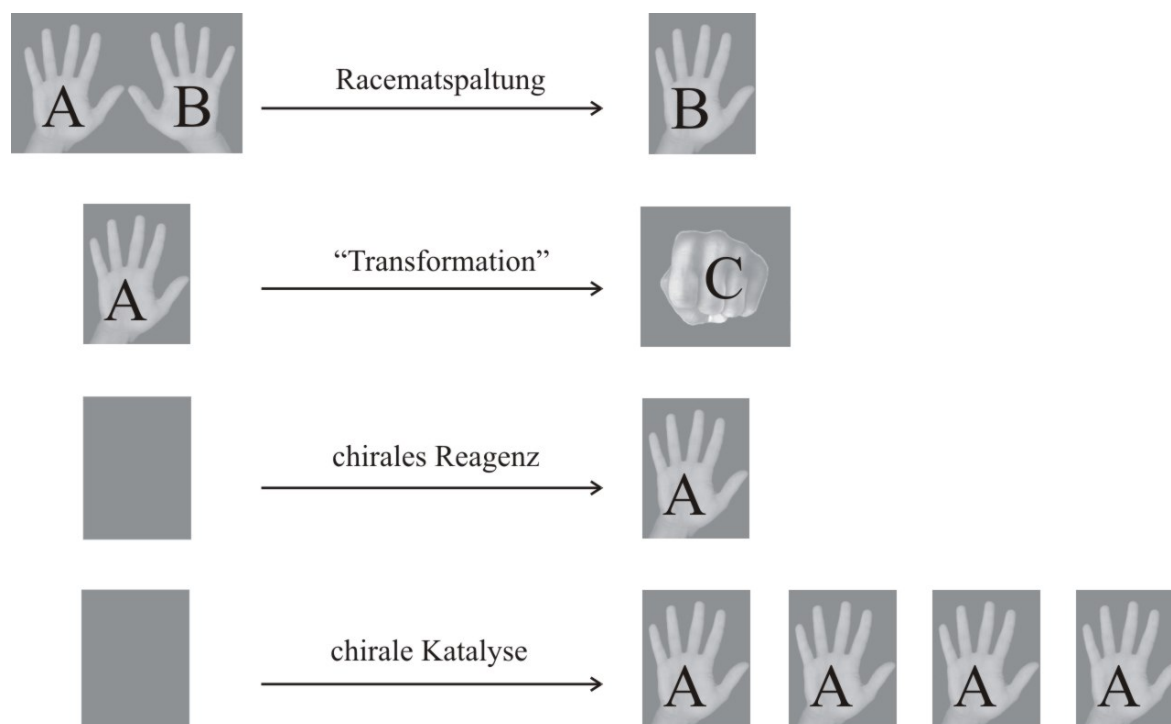 A B Racematspaltung B
A “Transformation” C
chirales Reagenz A
chirale Katalyse A A A A